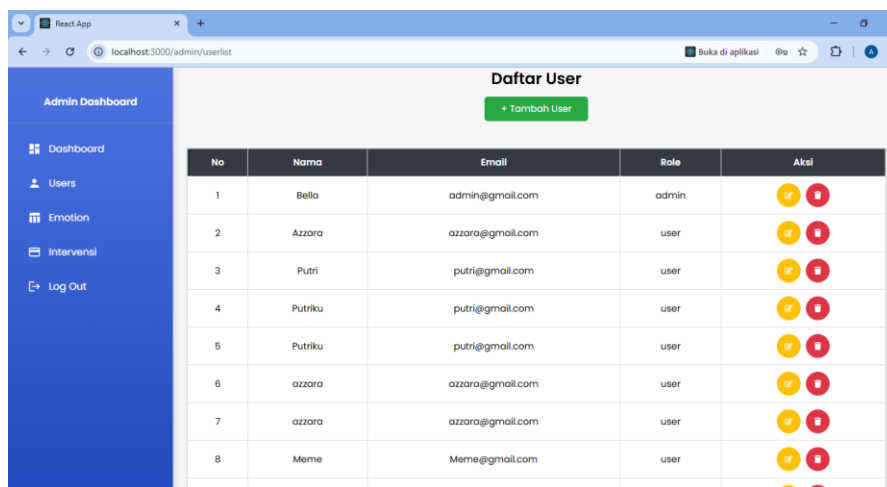 React App
localhost:3000/admin/userlist
Buka di aplikasi
A
Admin Dashboard
Dashboard
Users
Emotion
Intervensi
Log Out
Daftar User
+ Tambah User
No Nama Email Role Aksi
1 Bella admin@gmail.com admin
2 Azzara azzara@gmail.com user
3 Putri putri@gmail.com user
4 Putriku putri@gmail.com user
5 Putriku putri@gmail.com user
6 azzara azzara@gmail.com user
7 azzara azzara@gmail.com user
8 Meme Meme@gmail.com user